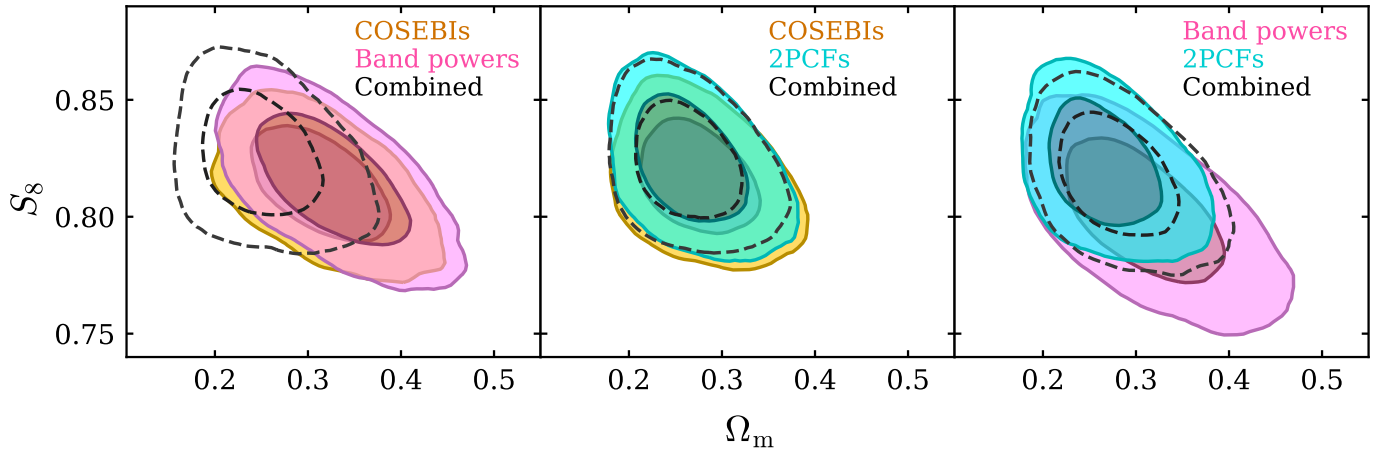 COSEBIs
Band powers
Combined
COSEBIs
2PCFs
Combined
Band powers
2PCFs
Combined
0.85
0.80
0.75
S₈
0.2 0.3 0.4 0.5
0.2 0.3 0.4 0.5
0.2 0.3 0.4 0.5
Ωₘ